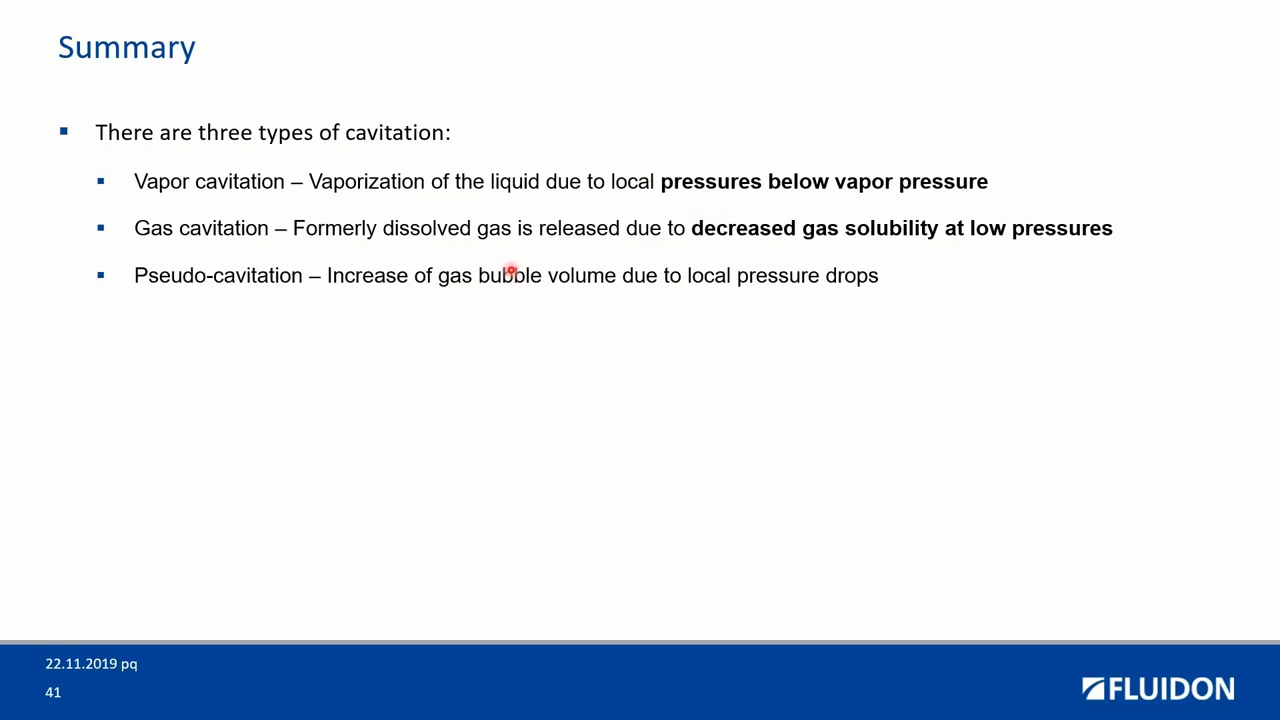 Summary
There are three types of cavitation:
Vapor cavitation – Vaporization of the liquid due to local pressures below vapor pressure
Gas cavitation – Formerly dissolved gas is released due to decreased gas solubility at low pressures
Pseudo-cavitation – Increase of gas bubble volume due to local pressure drops
22.11.2019 pq
41
FLUIDON